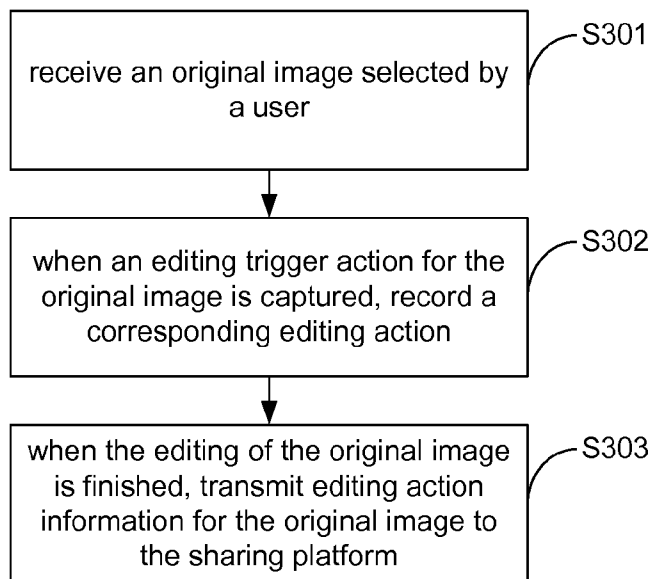 receive an original image selected by
a user
S301
when an editing trigger action for the
original image is captured, record a
corresponding editing action
S302
when the editing of the original image
is finished, transmit editing action
information for the original image to
the sharing platform
S303